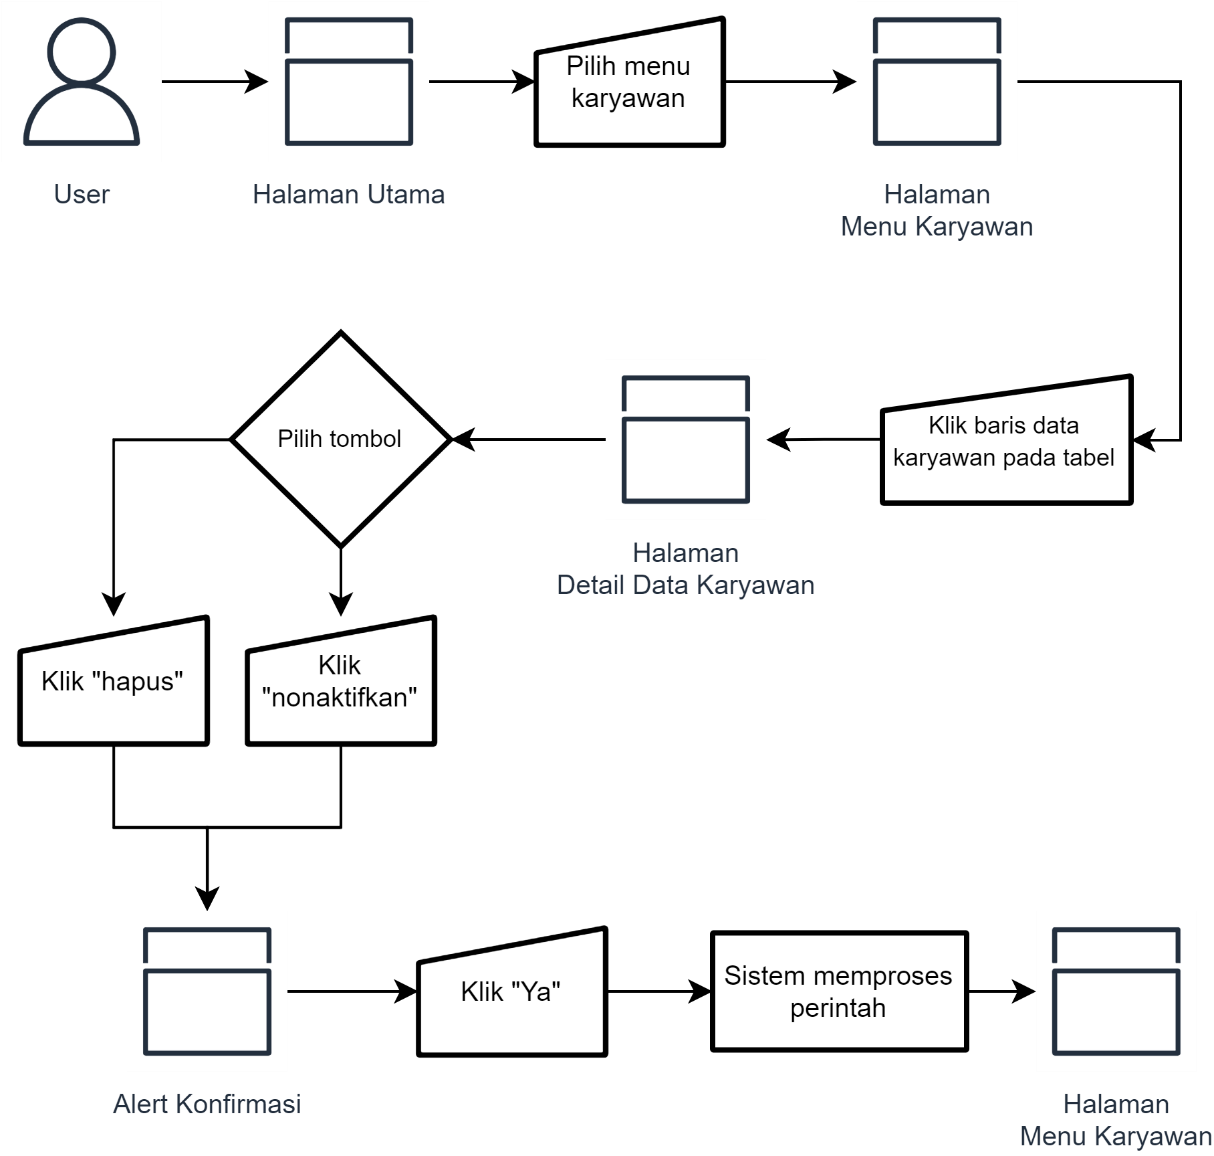 Pilih menu
karyawan
User
Halaman Utama
Halaman
Menu Karyawan
Klik baris data
karyawan pada tabel
Pilih tombol
Halaman
Detail Data Karyawan
Klik "hapus"
Klik
"nonaktifkan"
Klik "Ya"
Sistem memproses
perintah
Alert Konfirmasi
Halaman
Menu Karyawan